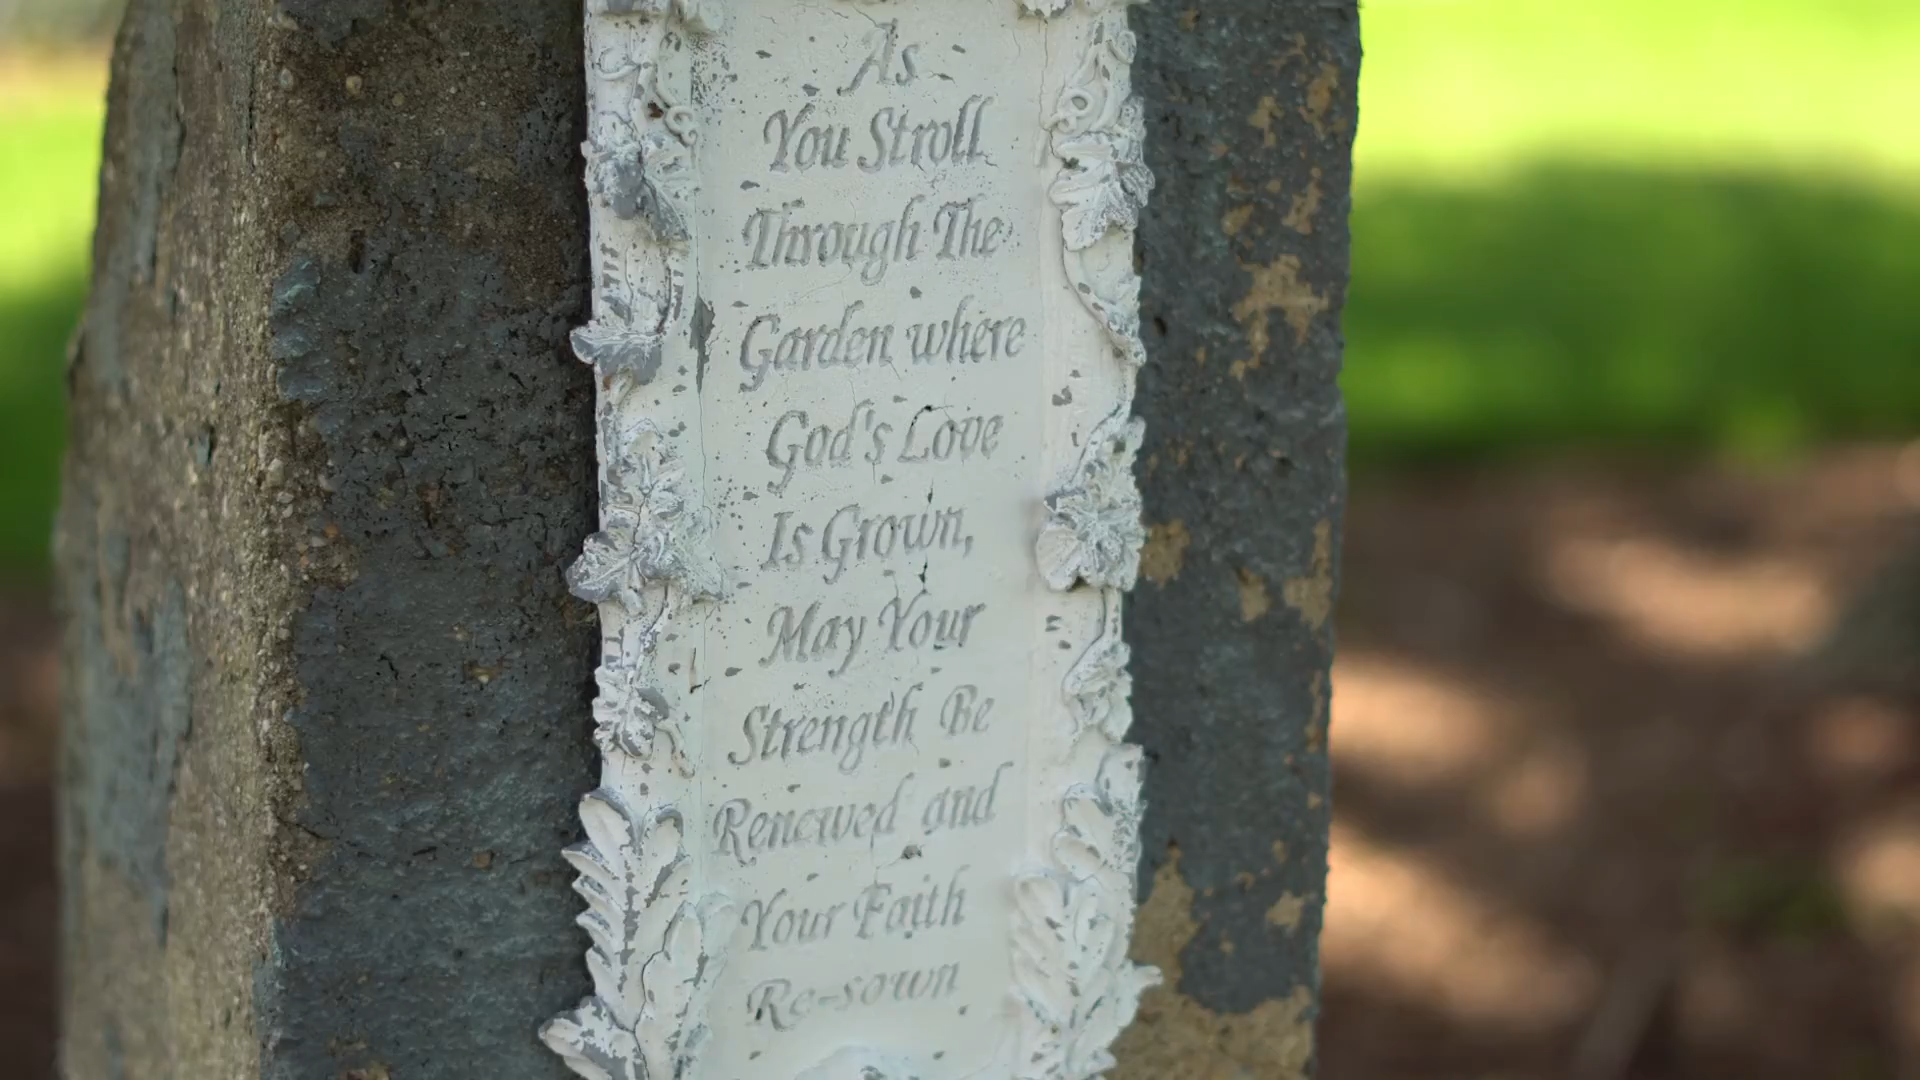 As
You Stroll
Through The
Garden where
God's Love
Is Grown,
May Your
Strength Be
Renewed and
Your Faith
Re-sown